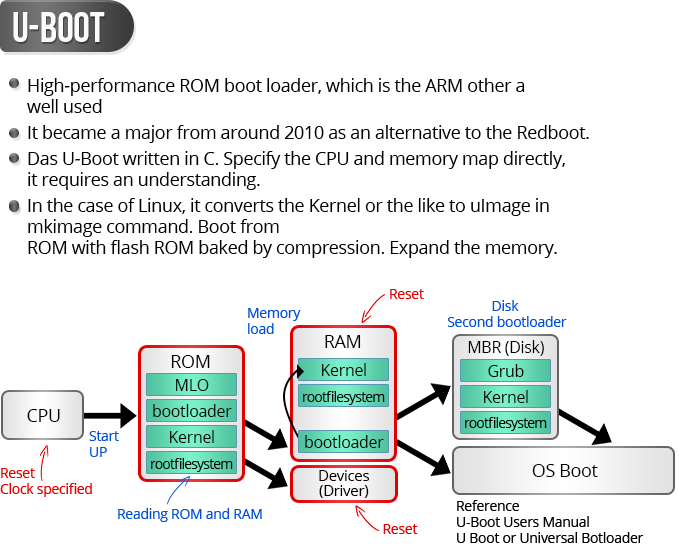 U-BOOT
High-performance ROM boot loader, which is the ARM other a
well used
It became a major from around 2010 as an alternative to the Redboot.
Das U-Boot written in C. Specify the CPU and memory map directly,
it requires an understanding.
In the case of Linux, it converts the Kernel or the like to uImage in
mkimage command. Boot from
ROM with flash ROM baked by compression. Expand the memory.
CPU
Reset
Clock specified
Start
UP
ROM
MLO
bootloader
Kernel
rootfilesystem
Reading ROM and RAM
Memory
load
Reset
RAM
Kernel
rootfilesystem
bootloader
Devices
(Driver)
Reset
Disk
Second bootloader
MBR (Disk)
Grub
Kernel
rootfilesystem
OS Boot
Reference
U-Boot Users Manual
U Boot or Universal Botloader